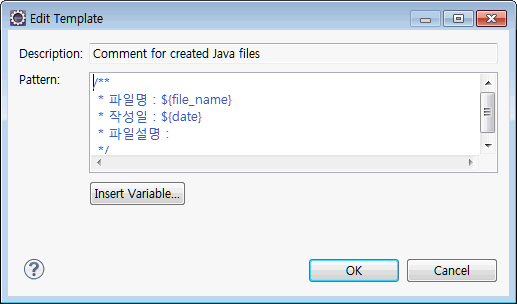 Edit Template
Description: Comment for created Java files
Pattern: /**
* 파일명 : ${file_name}
* 작성일 : ${date}
* 파일설명 :
*/
Insert Variable...
OK Cancel